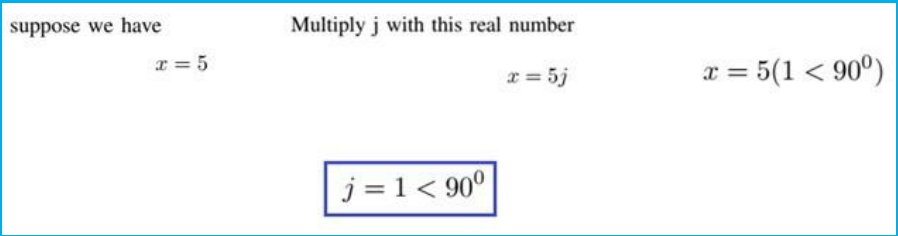 suppose we have
Multiply j with this real number
x = 5
x = 5j
x = 5(1 < 90⁰)
j = 1 < 90⁰